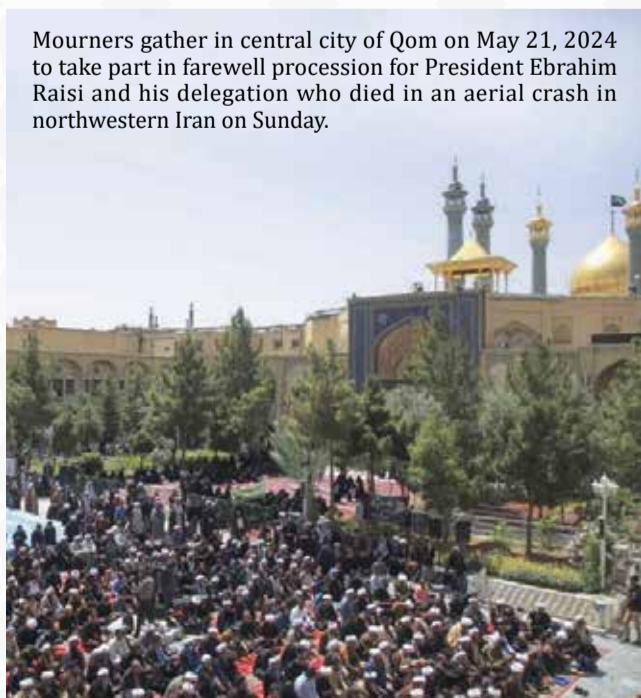 Mourners gather in central city of Qom on May 21, 2024
to take part in farewell procession for President Ebrahim
Raisi and his delegation who died in an aerial crash in
northwestern Iran on Sunday.